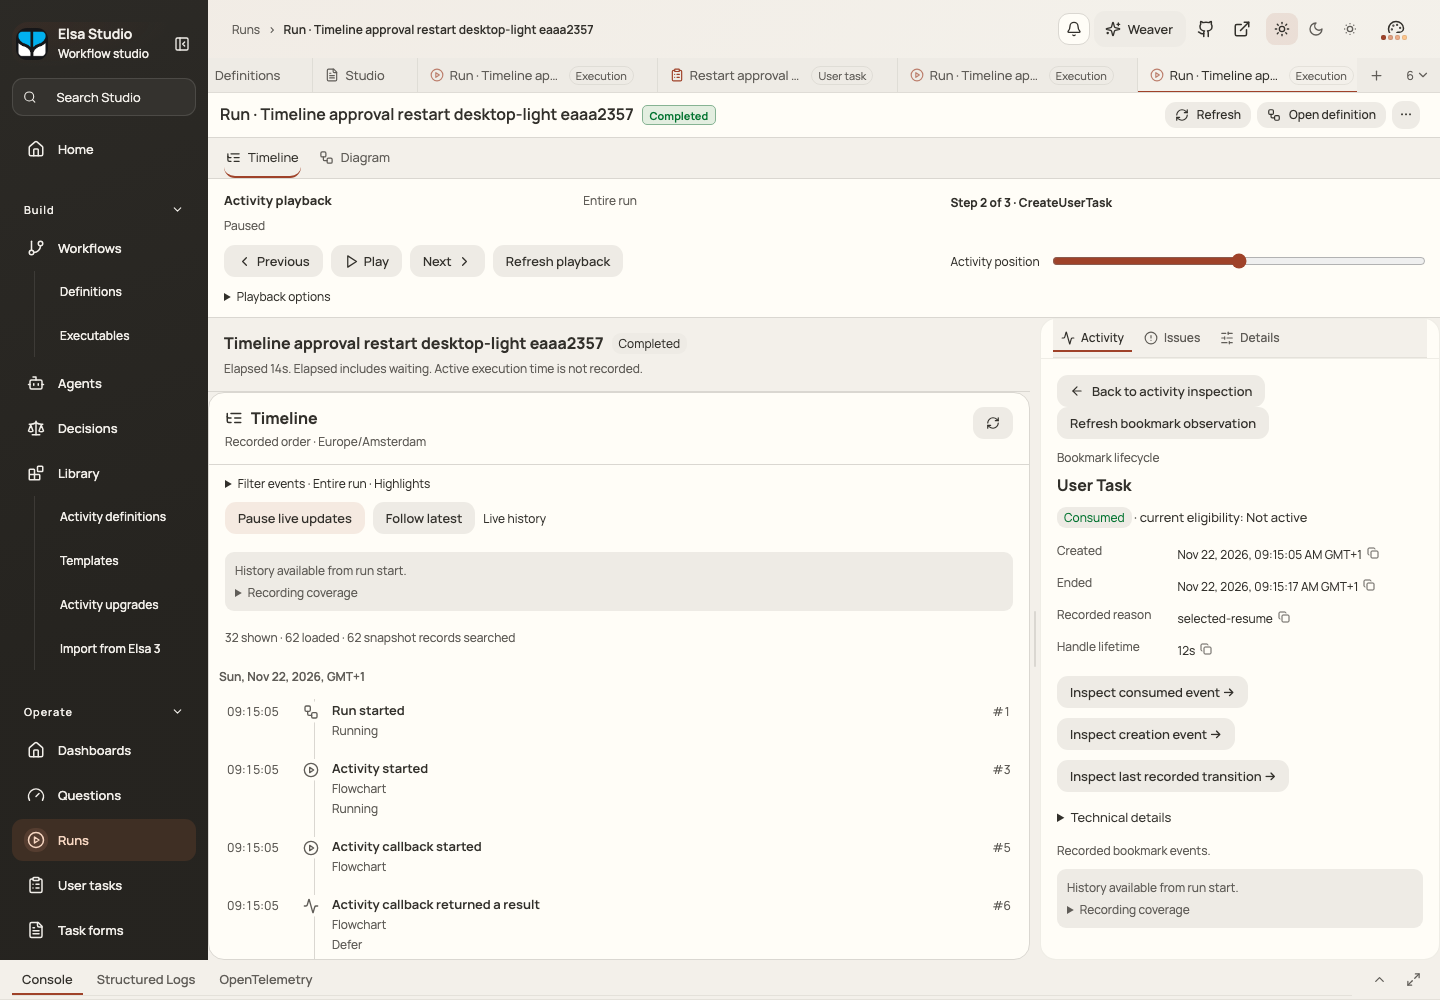 Elsa Studio
Workflow studio
Search Studio
Home
Build
Workflows
Definitions
Executables
Agents
Decisions
Library
Activity definitions
Templates
Activity upgrades
Import from Elsa 3
Operate
Dashboards
Questions
Runs
User tasks
Task forms
Runs › Run · Timeline approval restart desktop-light eaaa2357
Weaver
Definitions
Studio
Run · Timeline ap... Execution
Restart approval ... User task
Run · Timeline ap... Execution
Run · Timeline ap... Execution
6
Run · Timeline approval restart desktop-light eaaa2357 Completed
Refresh
Open definition
Timeline
Diagram
Activity playback
Entire run
Step 2 of 3 · CreateUserTask
Paused
Previous
Play
Next
Refresh playback
Activity position
Playback options
Timeline approval restart desktop-light eaaa2357 Completed
Elapsed 14s. Elapsed includes waiting. Active execution time is not recorded.
Timeline
Recorded order · Europe/Amsterdam
Filter events · Entire run · Highlights
Pause live updates
Follow latest
Live history
History available from run start.
Recording coverage
32 shown · 62 loaded · 62 snapshot records searched
Sun, Nov 22, 2026, GMT+1
09:15:05 Run started #1
Running
09:15:05 Activity started #3
Flowchart
Running
09:15:05 Activity callback started #5
Flowchart
09:15:05 Activity callback returned a result #6
Flowchart
Defer
Activity
Issues
Details
Back to activity inspection
Refresh bookmark observation
Bookmark lifecycle
User Task
Consumed · current eligibility: Not active
Created Nov 22, 2026, 09:15:05 AM GMT+1
Ended Nov 22, 2026, 09:15:17 AM GMT+1
Recorded reason selected-resume
Handle lifetime 12s
Inspect consumed event →
Inspect creation event →
Inspect last recorded transition →
Technical details
Recorded bookmark events.
History available from run start.
Recording coverage
Console
Structured Logs
OpenTelemetry